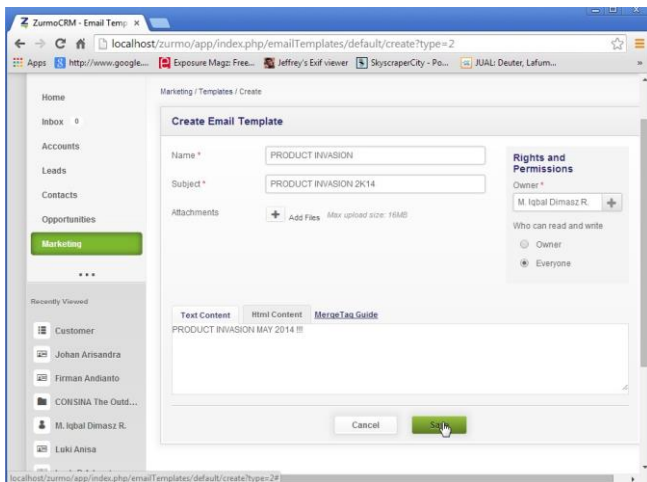 ZurmoCRM - Email Temp
localhost/zurmo/app/index.php/emailTemplates/default/create?type=2
Apps http://www.google.... Exposure Magz: Free... Jeffrey's Exif viewer SkyscraperCity - Po... JUAL: Deuter, Lafum... »
Home
Inbox 0
Accounts
Leads
Contacts
Opportunities
Marketing
...
Recently Viewed
Customer
Johan Arisandra
Firman Andianto
CONSINA The Outd...
M. Iqbal Dimasz R.
Luki Anisa
Marketing / Templates / Create
Create Email Template
Name * PRODUCT INVASION
Subject * PRODUCT INVASION 2K14
Attachments + Add Files Max upload size: 16MB
Rights and
Permissions
Owner *
M. Iqbal Dimasz R. +
Who can read and write
Owner
Everyone
Text Content Html Content MergeTag Guide
PRODUCT INVASION MAY 2014 !!!
Cancel Save
localhost/zurmo/app/index.php/emailTemplates/default/create?type=2#